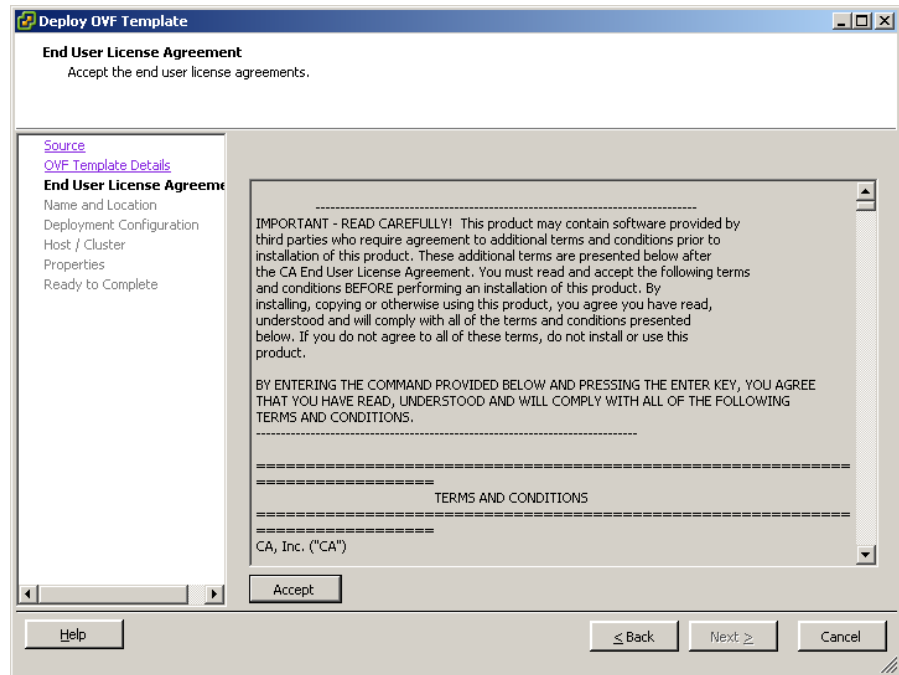 Deploy OVF Template
End User License Agreement
Accept the end user license agreements.
Source
OVF Template Details
End User License Agreeme
Name and Location
Deployment Configuration
Host / Cluster
Properties
Ready to Complete
--------------------------------------------------------------------------
IMPORTANT - READ CAREFULLY!  This product may contain software provided by
third parties who require agreement to additional terms and conditions prior to
installation of this product. These additional terms are presented below after
the CA End User License Agreement. You must read and accept the following terms
and conditions BEFORE performing an installation of this product. By
installing, copying or otherwise using this product, you agree you have read,
understood and will comply with all of the terms and conditions presented
below. If you do not agree to all of these terms, do not install or use this
product.
BY ENTERING THE COMMAND PROVIDED BELOW AND PRESSING THE ENTER KEY, YOU AGREE
THAT YOU HAVE READ, UNDERSTOOD AND WILL COMPLY WITH ALL OF THE FOLLOWING
TERMS AND CONDITIONS.
--------------------------------------------------------------------------
============================================================
==================
TERMS AND CONDITIONS
============================================================
==================
CA, Inc. ("CA")
Accept
Help
≤ Back
Next ≥
Cancel